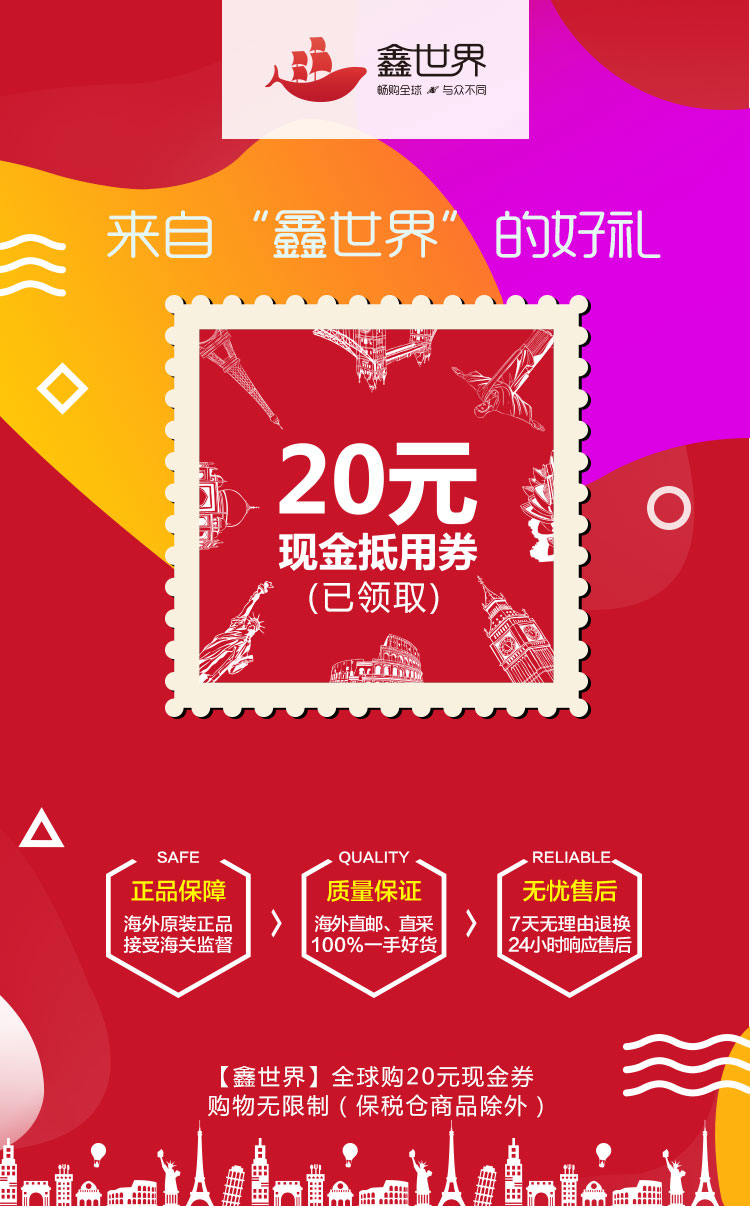 鑫世界
畅购全球 与众不同
来自“鑫世界”的好礼
20元
现金抵用券
(已领取)
SAFE
正品保障
海外原装正品
接受海关监督
QUALITY
质量保证
海外直邮、直采
100%一手好货
RELIABLE
无忧售后
7天无理由退换
24小时响应售后
【鑫世界】全球购20元现金券
购物无限制（保税仓商品除外）